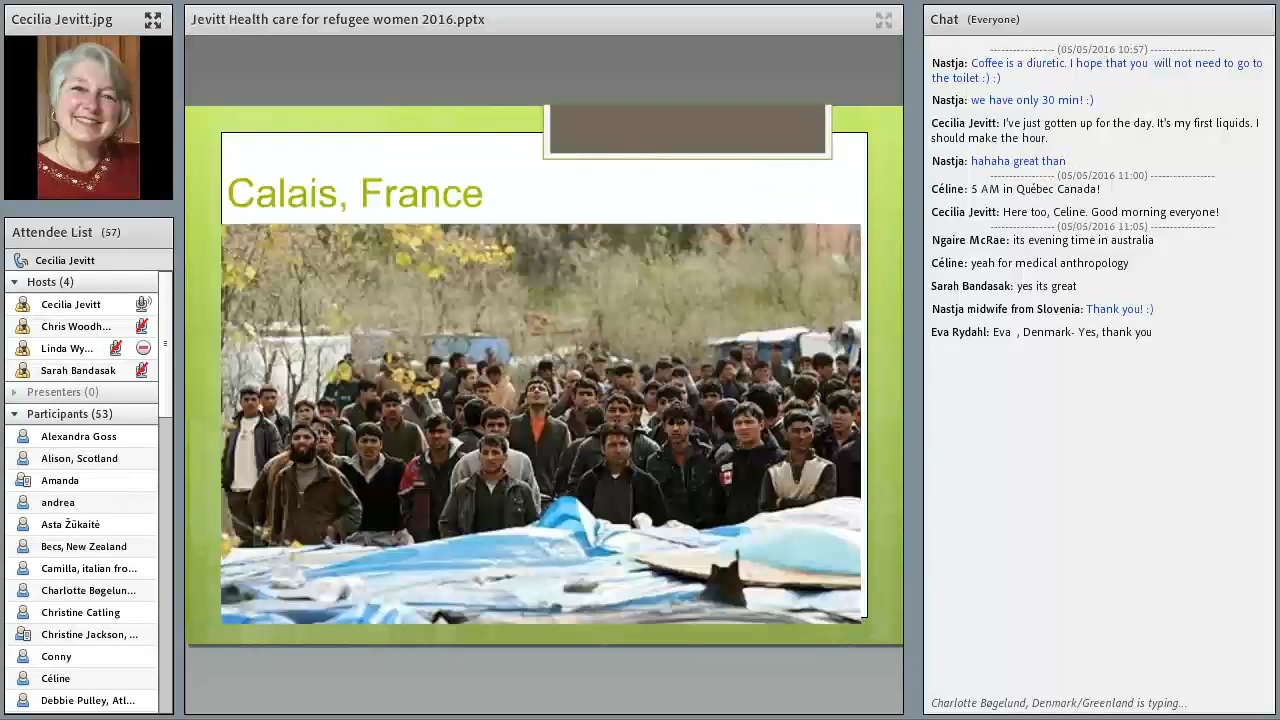 Cecilia Jevitt.jpg
Attendee List (57)
Cecilia Jevitt
Hosts (4)
Cecilia Jevitt
Chris Woodh...
Linda Wy...
Sarah Bandasak
Presenters (0)
Participants (53)
Alexandra Goss
Alison, Scotland
Amanda
andrea
Asta Žūkaitė
Becs, New Zealand
Camilla, italian fro...
Charlotte Bøgelun...
Christine Catling
Christine Jackson, ...
Conny
Céline
Debbie Pulley, Atl...
Jevitt Health care for refugee women 2016.pptx
Calais, France
Chat (Everyone)
---------------- (05/05/2016 10:57) ----------------
Nastja: Coffee is a diuretic. I hope that you will not need to go to
the toilet :) :)
Nastja: we have only 30 min! :)
Cecilia Jevitt: I've just gotten up for the day. It's my first liquids. I
should make the hour.
Nastja: hahaha great than
---------------- (05/05/2016 11:00) ----------------
Céline: 5 AM in Québec Canada!
Cecilia Jevitt: Here too, Celine. Good morning everyone!
---------------- (05/05/2016 11:05) ----------------
Ngaire McRae: its evening time in australia
Céline: yeah for medical anthropology
Sarah Bandasak: yes its great
Nastja midwife from Slovenia: Thank you! :)
Eva Rydahl: Eva , Denmark- Yes, thank you
Charlotte Bøgelund, Denmark/Greenland is typing...